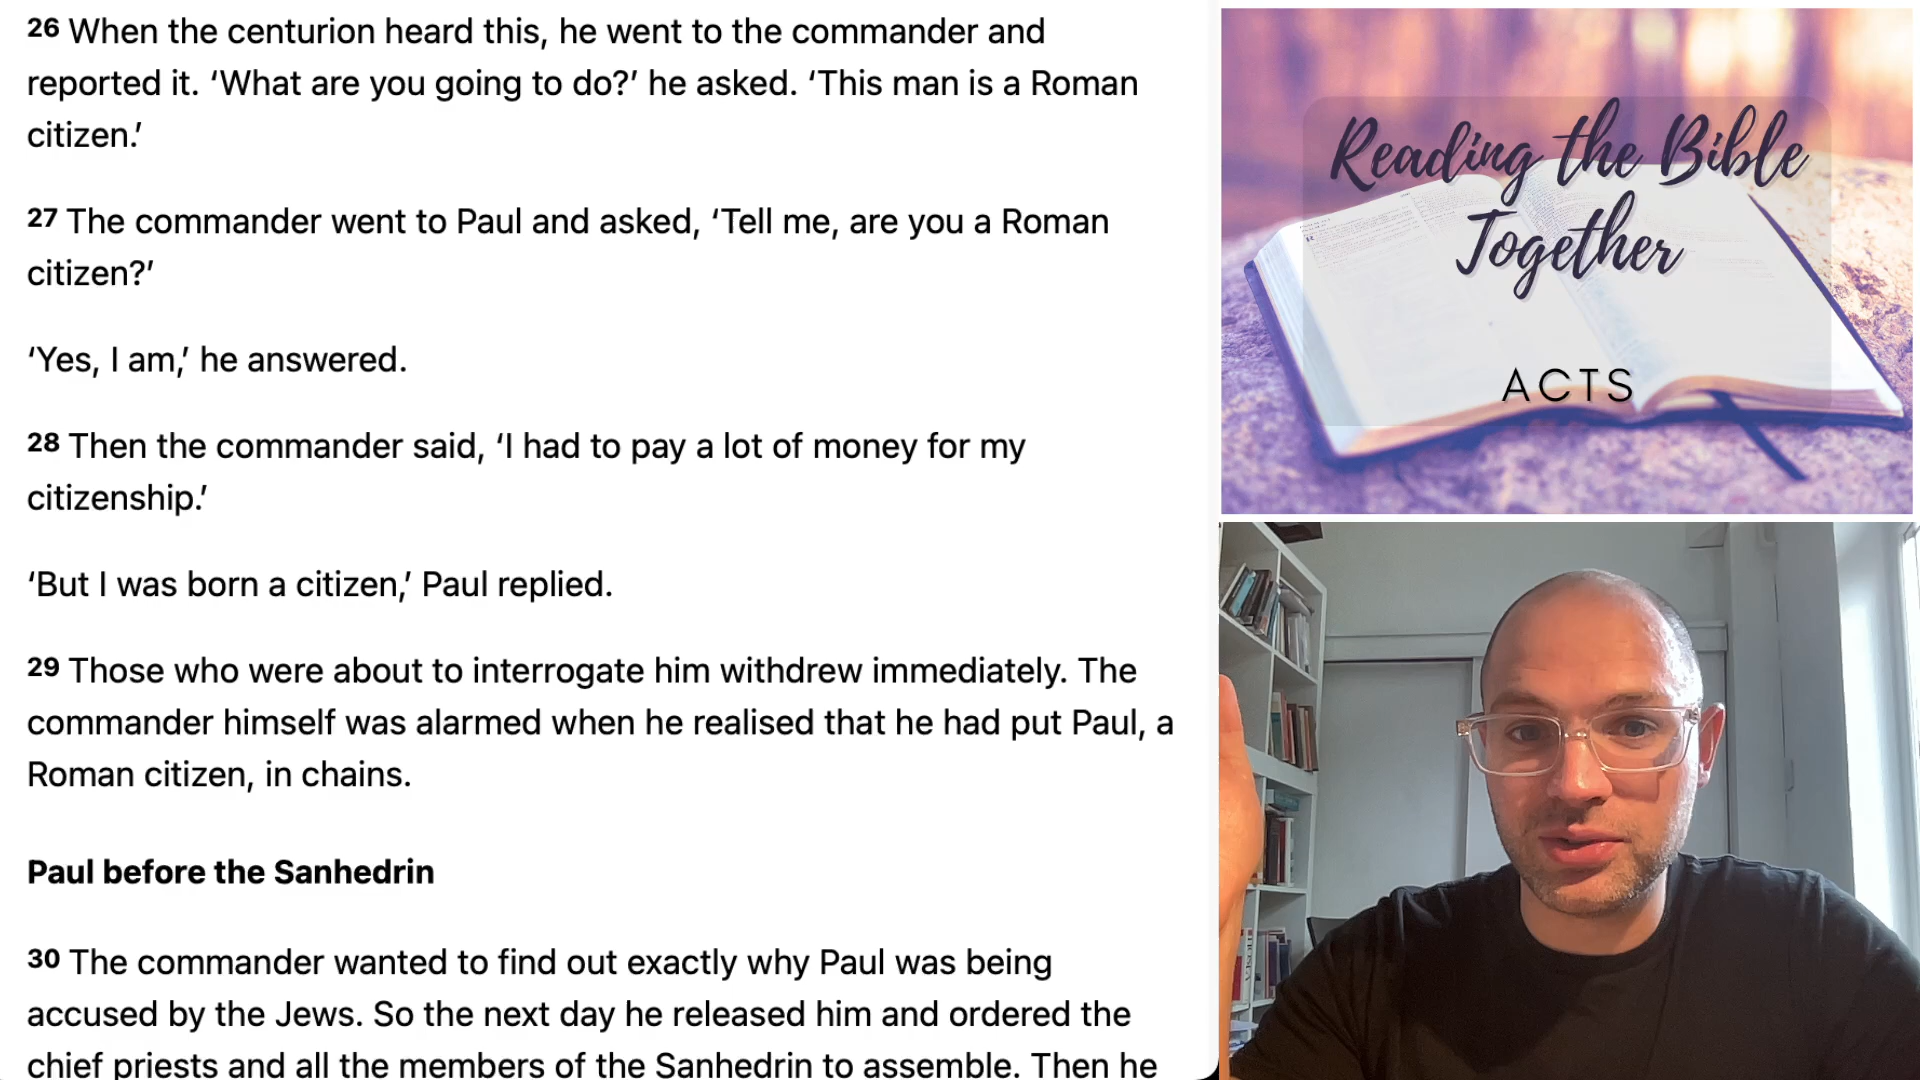 26 When the centurion heard this, he went to the commander and
reported it. ‘What are you going to do?’ he asked. ‘This man is a Roman
citizen.’
27 The commander went to Paul and asked, ‘Tell me, are you a Roman
citizen?’
‘Yes, I am,’ he answered.
28 Then the commander said, ‘I had to pay a lot of money for my
citizenship.’
‘But I was born a citizen,’ Paul replied.
29 Those who were about to interrogate him withdrew immediately. The
commander himself was alarmed when he realised that he had put Paul, a
Roman citizen, in chains.
Paul before the Sanhedrin
30 The commander wanted to find out exactly why Paul was being
accused by the Jews. So the next day he released him and ordered the
chief priests and all the members of the Sanhedrin to assemble. Then he
Reading the Bible
Together
ACTS